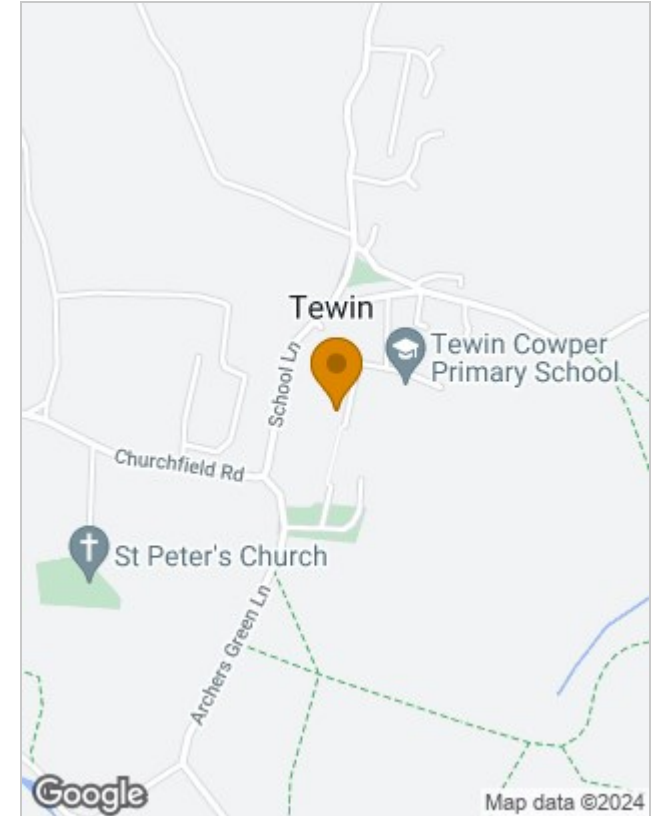 Tewin
Tewin Cowper
Primary School
School Ln
Churchfield Rd
St Peter's Church
Archers Green Ln
Google
Map data ©2024